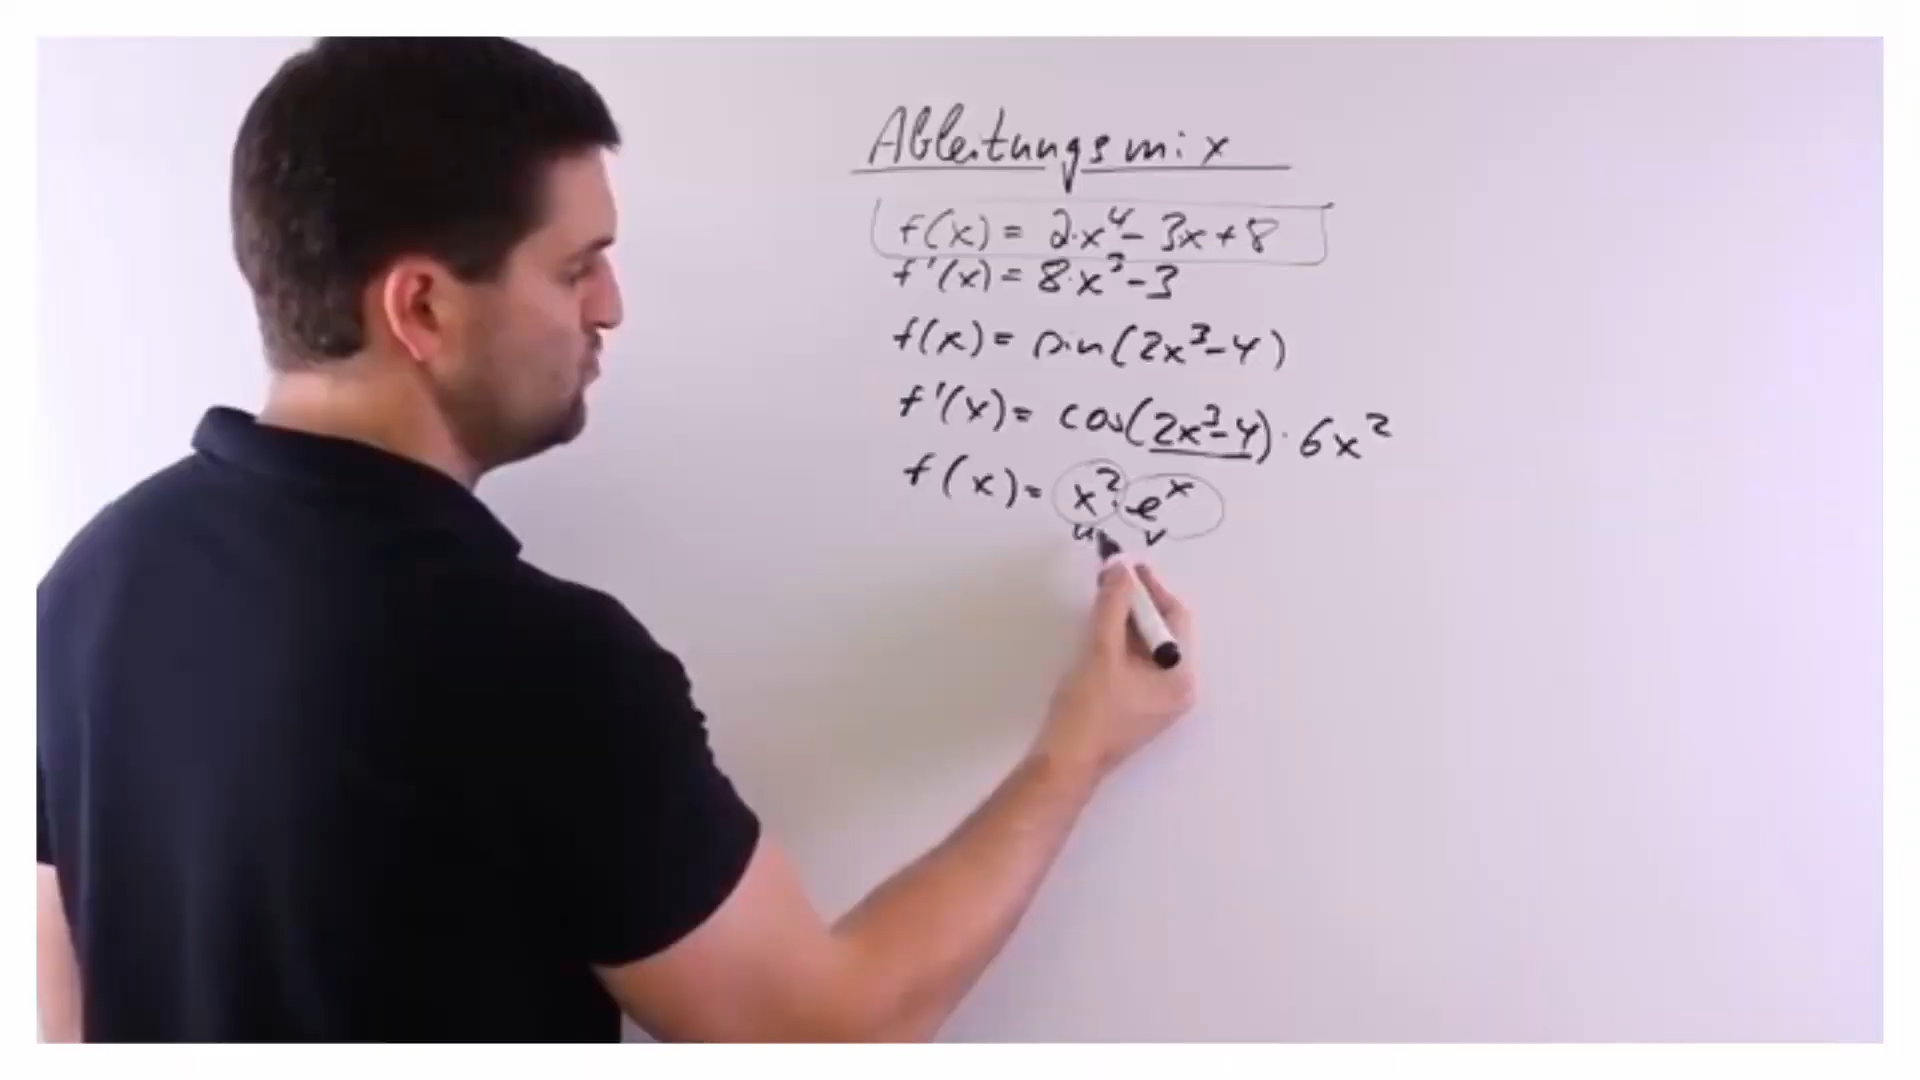 Ableitungsmix
f(x) = 2·x⁴ - 3x + 8
f'(x) = 8·x³ - 3
f(x) = sin(2x³-4)
f'(x) = cos(2x³-4) · 6x²
f(x) = x² · eˣ
u v